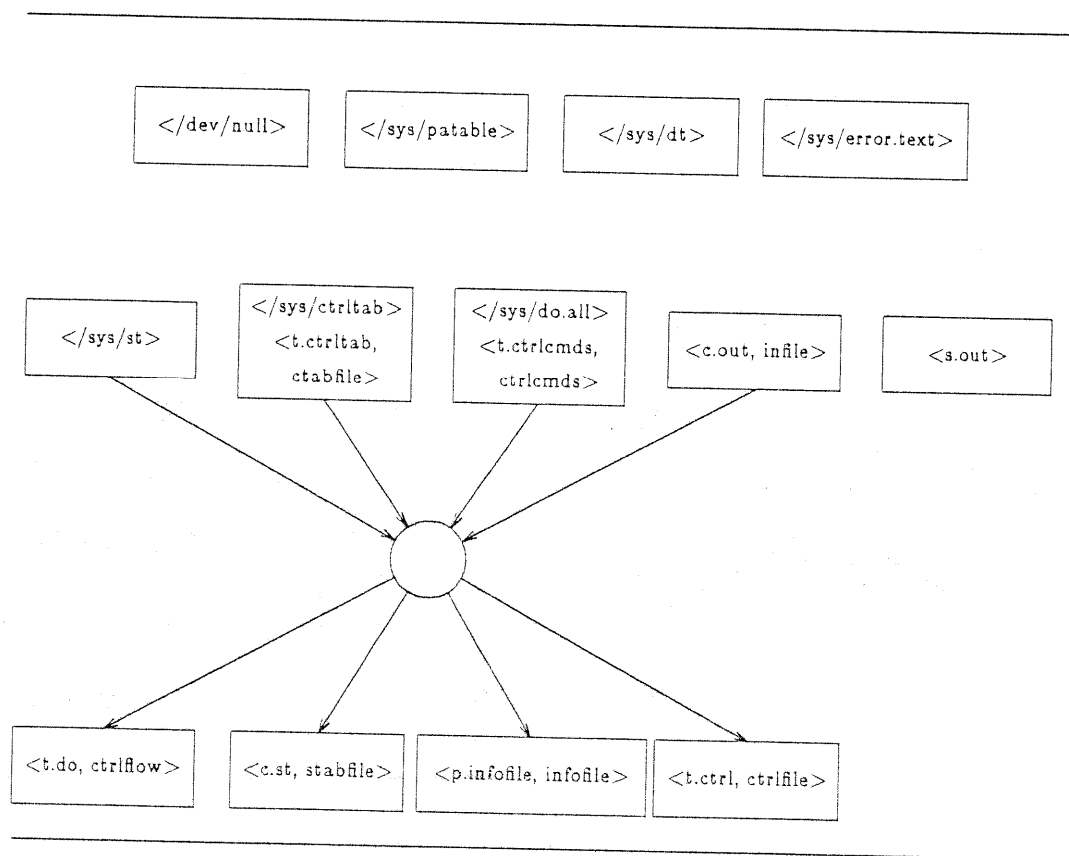 </dev/null>
</sys/patable>
</sys/dt>
</sys/error.text>
</sys/st>
</sys/ctrltab>
<t.ctrltab,
ctabfile>
</sys/do.all>
<t.ctrlcmds,
ctrlcmds>
<c.out, infile>
<s.out>
<t.do, ctrlflow>
<c.st, stabfile>
<p.infofile, infofile>
<t.ctrl, ctrlfile>